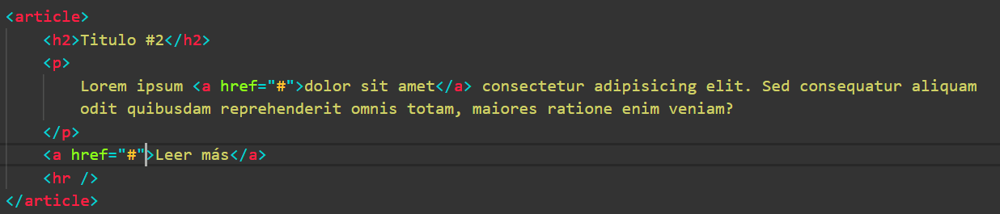 <article>
<h2>Titulo #2</h2>
<p>
Lorem ipsum <a href="#">dolor sit amet</a> consectetur adipisicing elit. Sed consequatur aliquam
odit quibusdam reprehenderit omnis totam, maiores ratione enim veniam?
</p>
<a href="#">Leer más</a>
<hr />
</article>